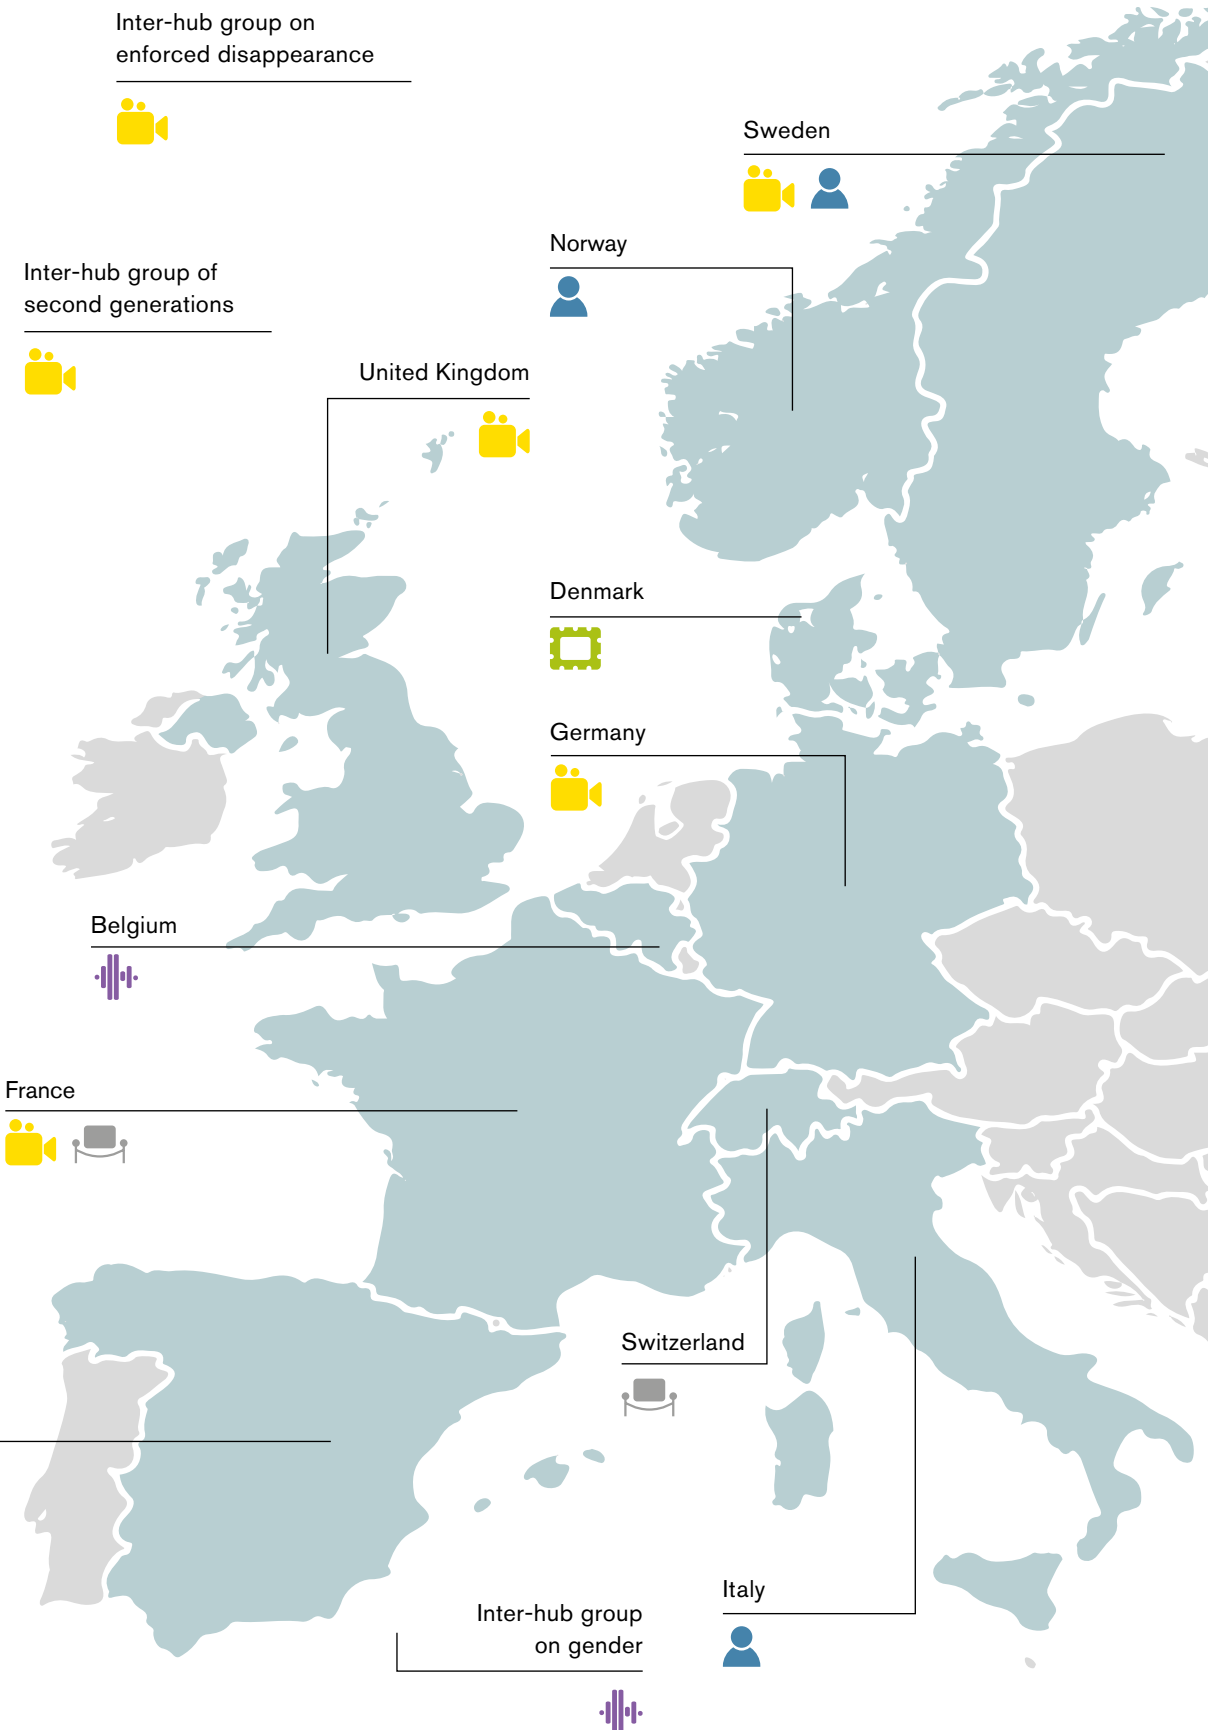 Inter-hub group on
enforced disappearance
Sweden
Norway
Inter-hub group of
second generations
United Kingdom
Denmark
Germany
Belgium
France
Switzerland
Italy
Inter-hub group
on gender